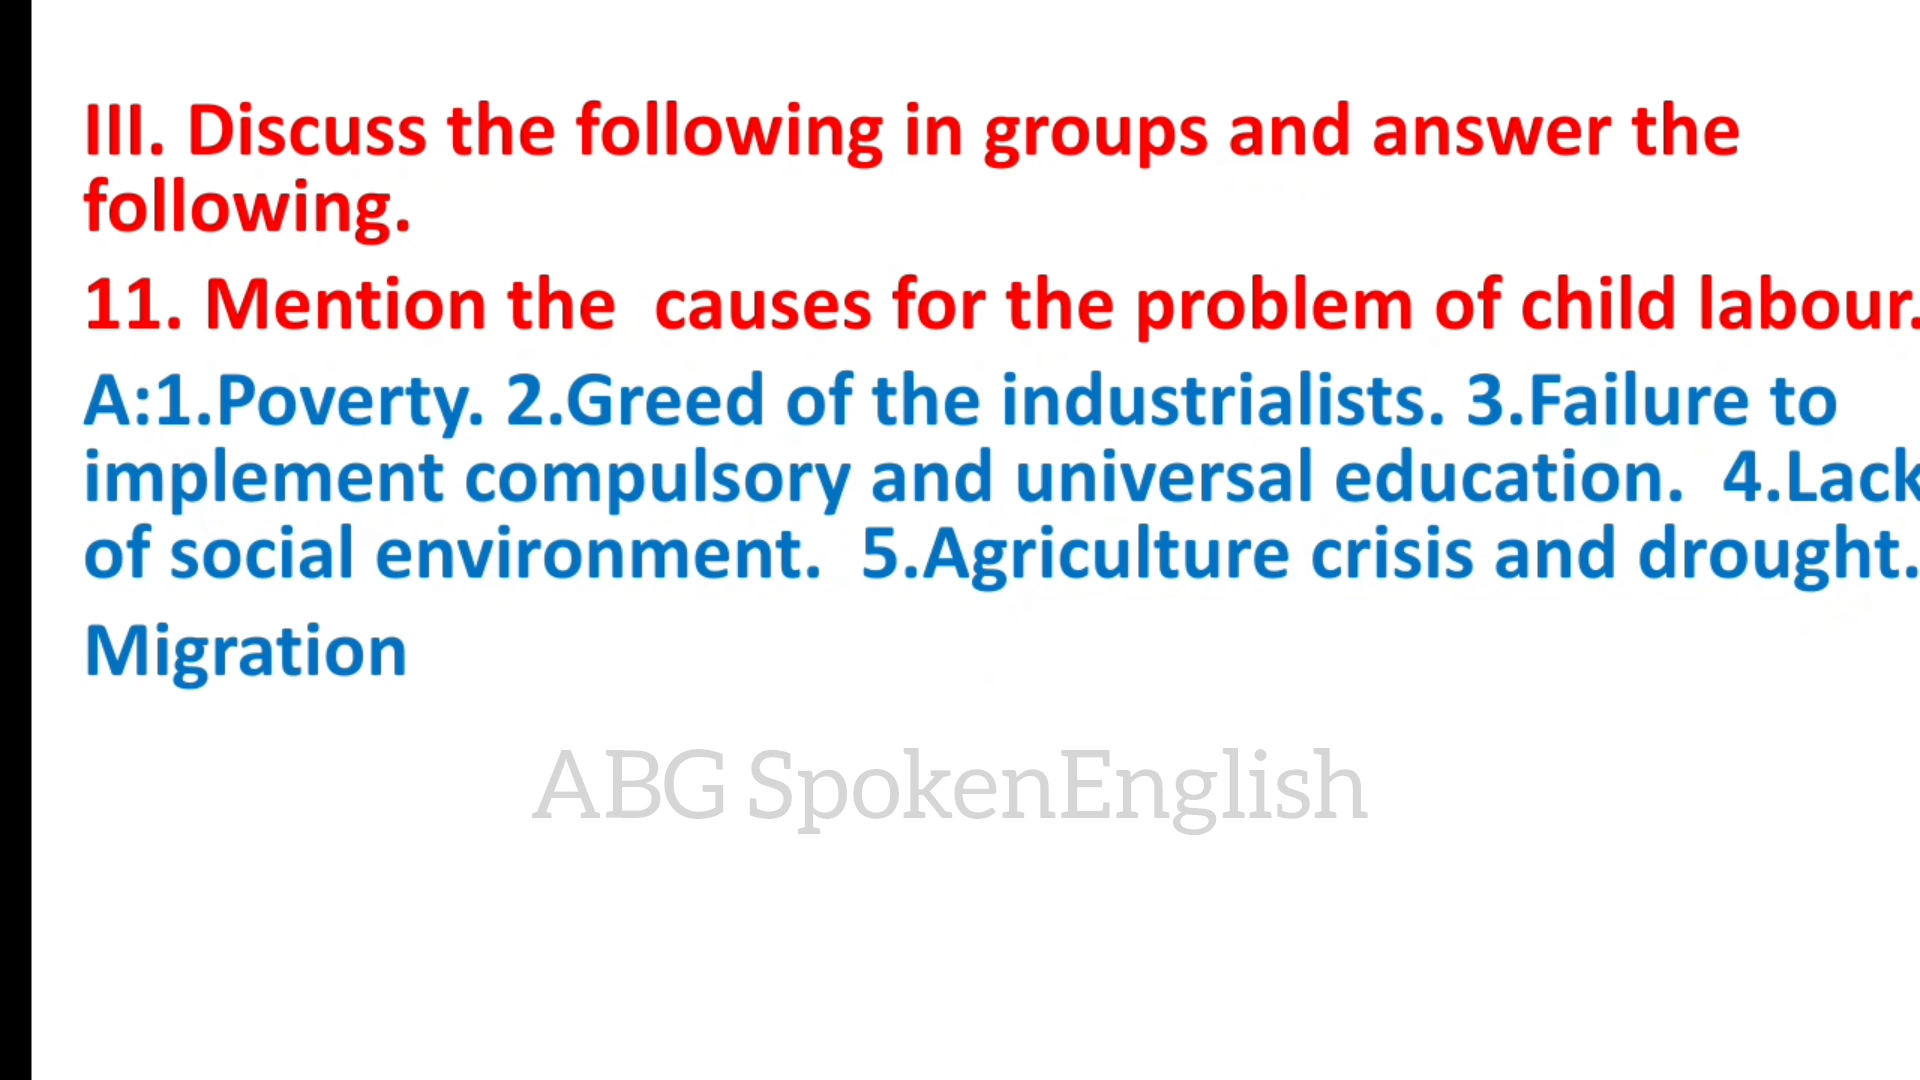 III. Discuss the following in groups and answer the
following.
11. Mention the  causes for the problem of child labour.
A:1.Poverty. 2.Greed of the industrialists. 3.Failure to
implement compulsory and universal education.  4.Lack
of social environment.  5.Agriculture crisis and drought.
Migration
ABG SpokenEnglish